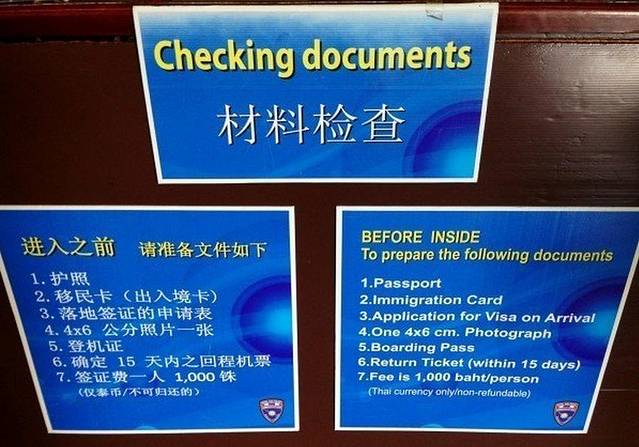 Checking documents
材料检查
进入之前 请准备文件如下
1. 护照
2. 移民卡（出入境卡）
3. 落地签证的申请表
4. 4x6 公分照片一张
5. 登机证
6. 确定 15 天内之回程机票
7. 签证费一人 1,000 铢
(仅泰币/不可归还的)
BEFORE INSIDE
To prepare the following documents
1.Passport
2.Immigration Card
3.Application for Visa on Arrival
4.One 4x6 cm. Photograph
5.Boarding Pass
6.Return Ticket (within 15 days)
7.Fee is 1,000 baht/person
(Thai currency only/non-refundable)